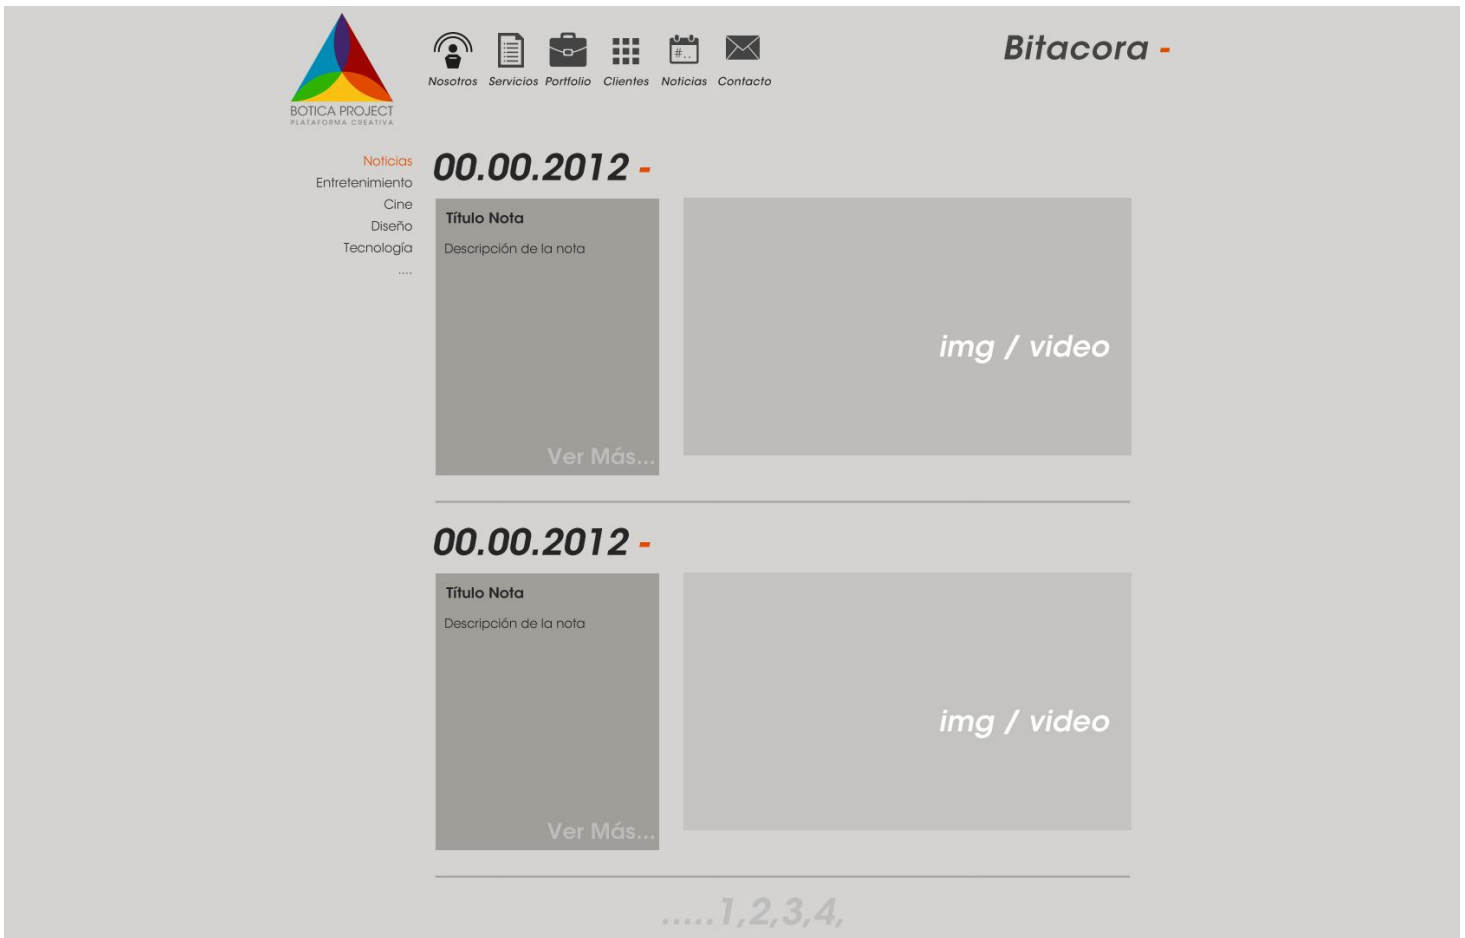 BOTICA PROJECT
PLATAFORMA CREATIVA
Nosotros Servicios Portfolio Clientes Noticias Contacto
#..
Bitacora -
Noticias
Entretenimiento
Cine
Diseño
Tecnología
....
00.00.2012 -
Título Nota
Descripción de la nota
Ver Más...
img / video
00.00.2012 -
Título Nota
Descripción de la nota
Ver Más...
img / video
.....1,2,3,4,